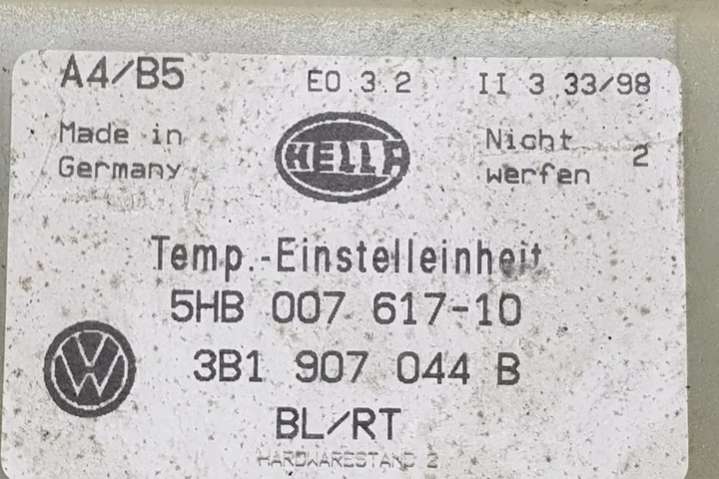 A4/B5 E0 3 2 II 3 33/98
Made in
Germany
HELLA
Nicht
werfen 2
Temp.-Einstelleinheit
5HB 007 617-10
VW
3B1 907 044 B
BL/RT
HARDWARESTAND 2